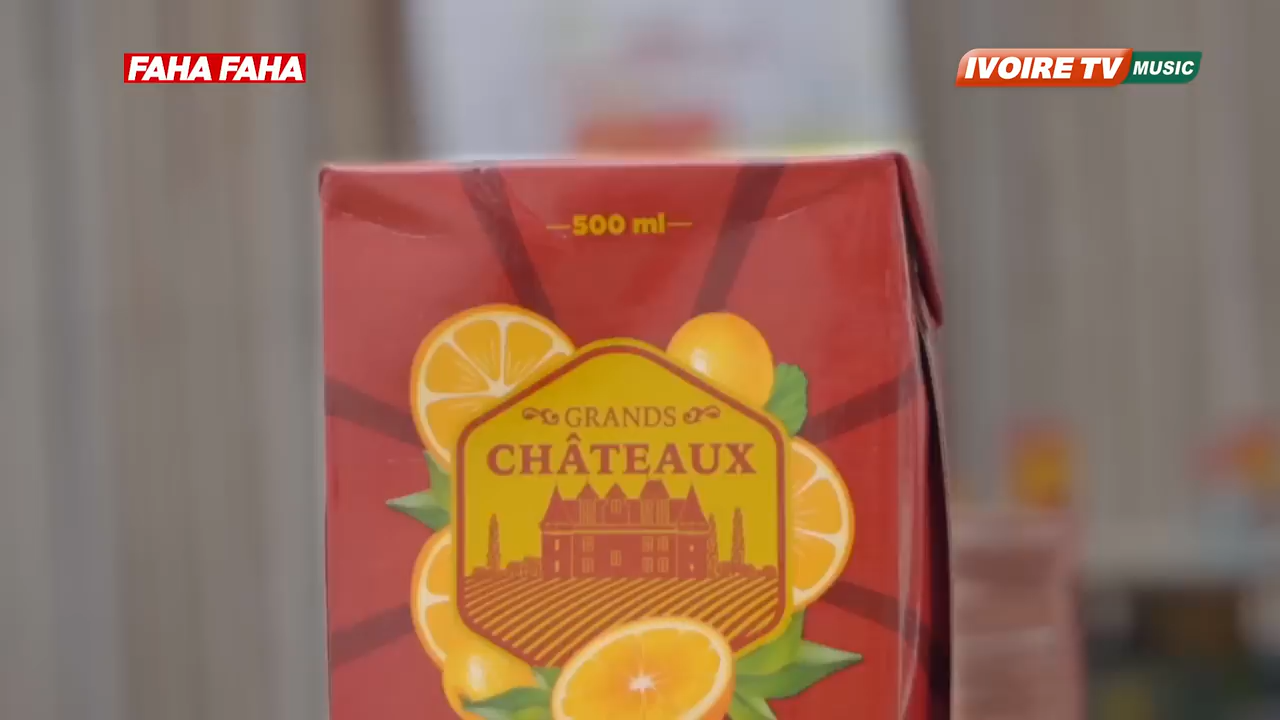 FAHA FAHA
IVOIRE TV MUSIC
500 ml
GRANDS
CHÂTEAUX